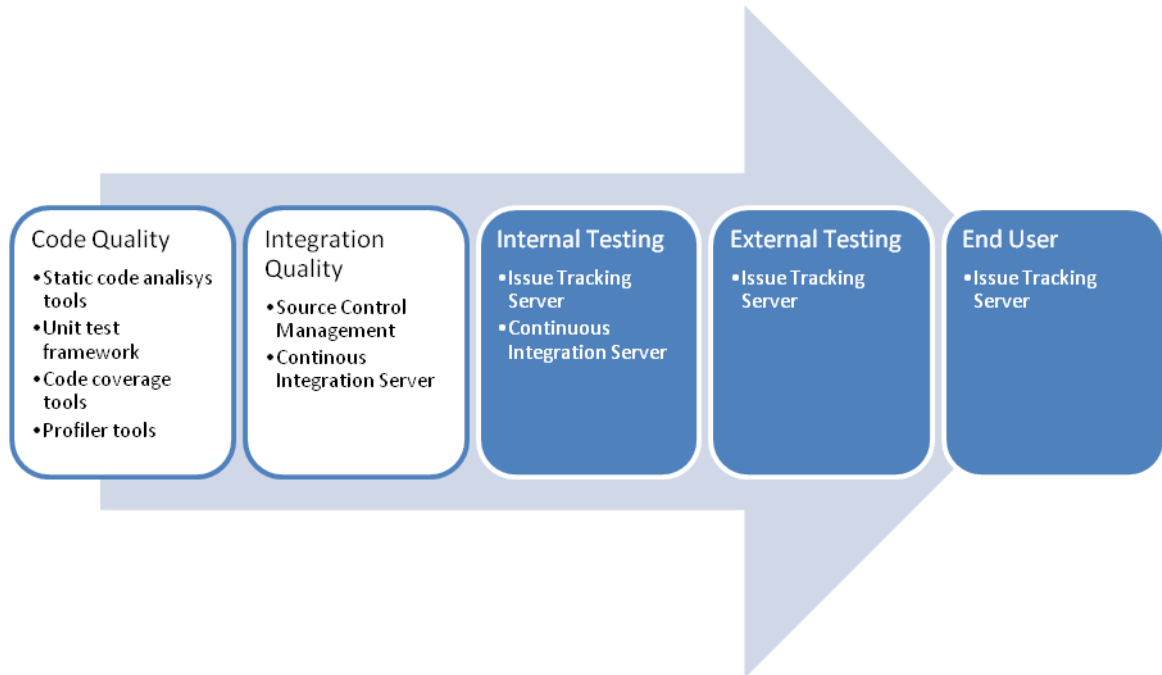 Code Quality
•Static code analisys
tools
•Unit test
framework
•Code coverage
tools
•Profiler tools
Integration
Quality
•Source Control
Management
•Continous
Integration Server
Internal Testing
•Issue Tracking
Server
•Continuous
Integration Server
External Testing
•Issue Tracking
Server
End User
•Issue Tracking
Server